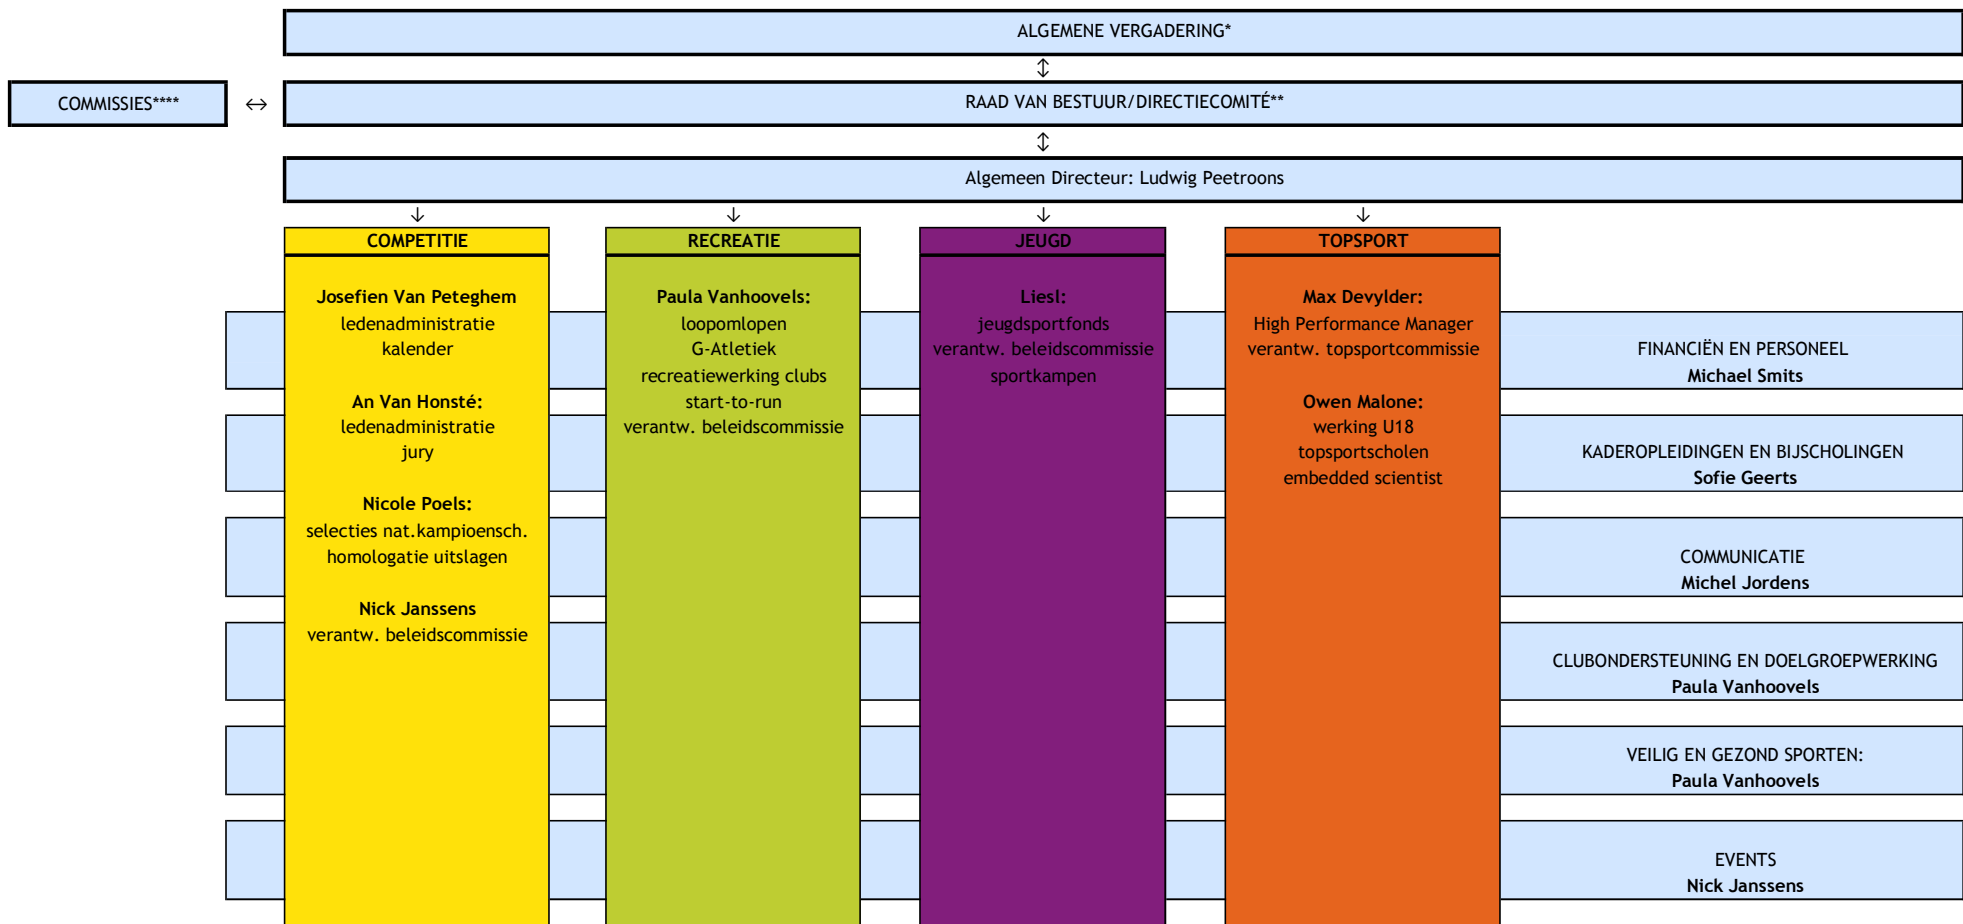 ALGEMENE VERGADERING*
↕
COMMISSIES****
↔
RAAD VAN BESTUUR/DIRECTIECOMITÉ**
↕
Algemeen Directeur: Ludwig Peetroons
↓ ↓ ↓ ↓
COMPETITIE
Josefien Van Peteghem
ledenadministratie
kalender
An Van Honsté:
ledenadministratie
jury
Nicole Poels:
selecties nat.kampioensch.
homologatie uitslagen
Nick Janssens
verantw. beleidscommissie
RECREATIE
Paula Vanhoovels:
loopomlopen
G-Atletiek
recreatiewerking clubs
start-to-run
verantw. beleidscommissie
JEUGD
Liesl:
jeugdsportfonds
verantw. beleidscommissie
sportkampen
TOPSPORT
Max Devylder:
High Performance Manager
verantw. topsportcommissie
Owen Malone:
werking U18
topsportscholen
embedded scientist
FINANCIËN EN PERSONEEL
Michael Smits
KADEROPLEIDINGEN EN BIJSCHOLINGEN
Sofie Geerts
COMMUNICATIE
Michel Jordens
CLUBONDERSTEUNING EN DOELGROEPWERKING
Paula Vanhoovels
VEILIG EN GEZOND SPORTEN:
Paula Vanhoovels
EVENTS
Nick Janssens